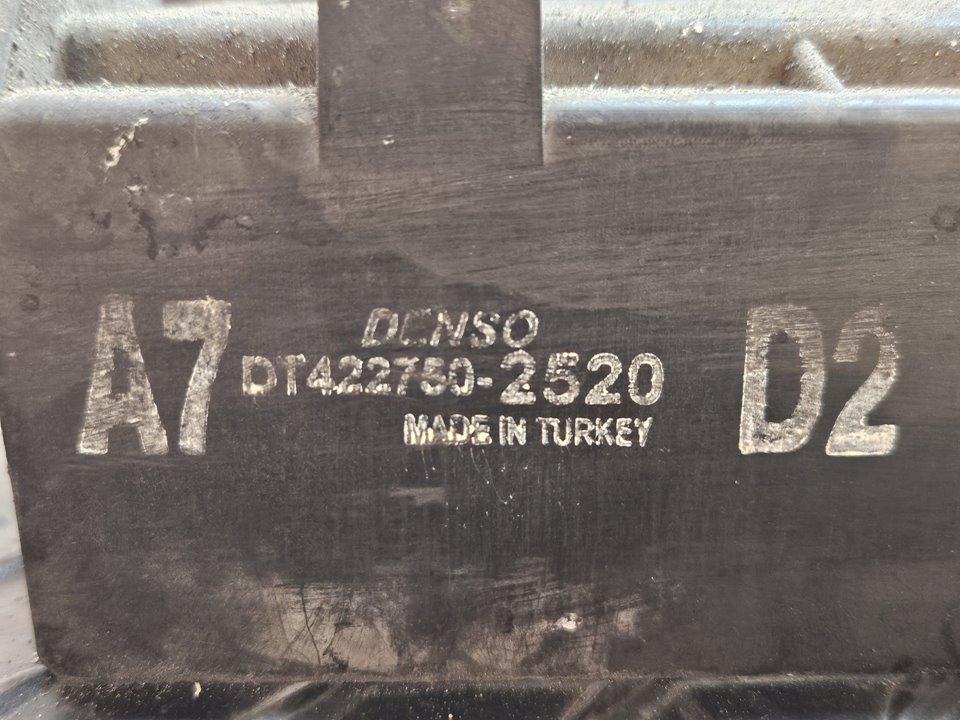 A7 DENSO D2
DT422750-2520
MADE IN TURKEY